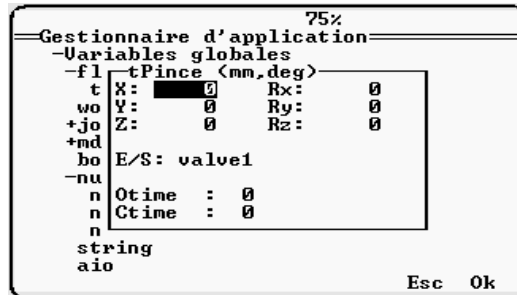 75%
Gestionnaire d'application
-Variables globales
-fl tPince (mm,deg)
t X: 0 Rx: 0
wo Y: 0 Ry: 0
+jo Z: 0 Rz: 0
+md
bo E/S: valve1
-nu
n Otime : 0
n Ctime : 0
n
string
aio
Esc Ok